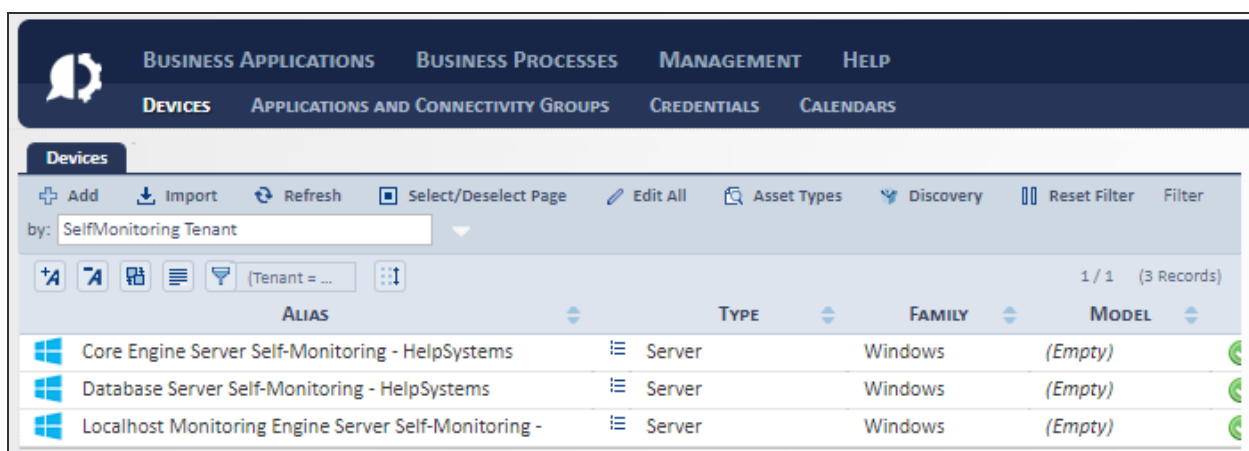 BUSINESS APPLICATIONS BUSINESS PROCESSES MANAGEMENT HELP
DEVICES APPLICATIONS AND CONNECTIVITY GROUPS CREDENTIALS CALENDARS
Devices
Add Import Refresh Select/Deselect Page Edit All Asset Types Discovery Reset Filter Filter
by: SelfMonitoring Tenant
+A -A (Tenant = ... 1 / 1 (3 Records)
ALIAS TYPE FAMILY MODEL
Core Engine Server Self-Monitoring - HelpSystems Server Windows (Empty)
Database Server Self-Monitoring - HelpSystems Server Windows (Empty)
Localhost Monitoring Engine Server Self-Monitoring - Server Windows (Empty)